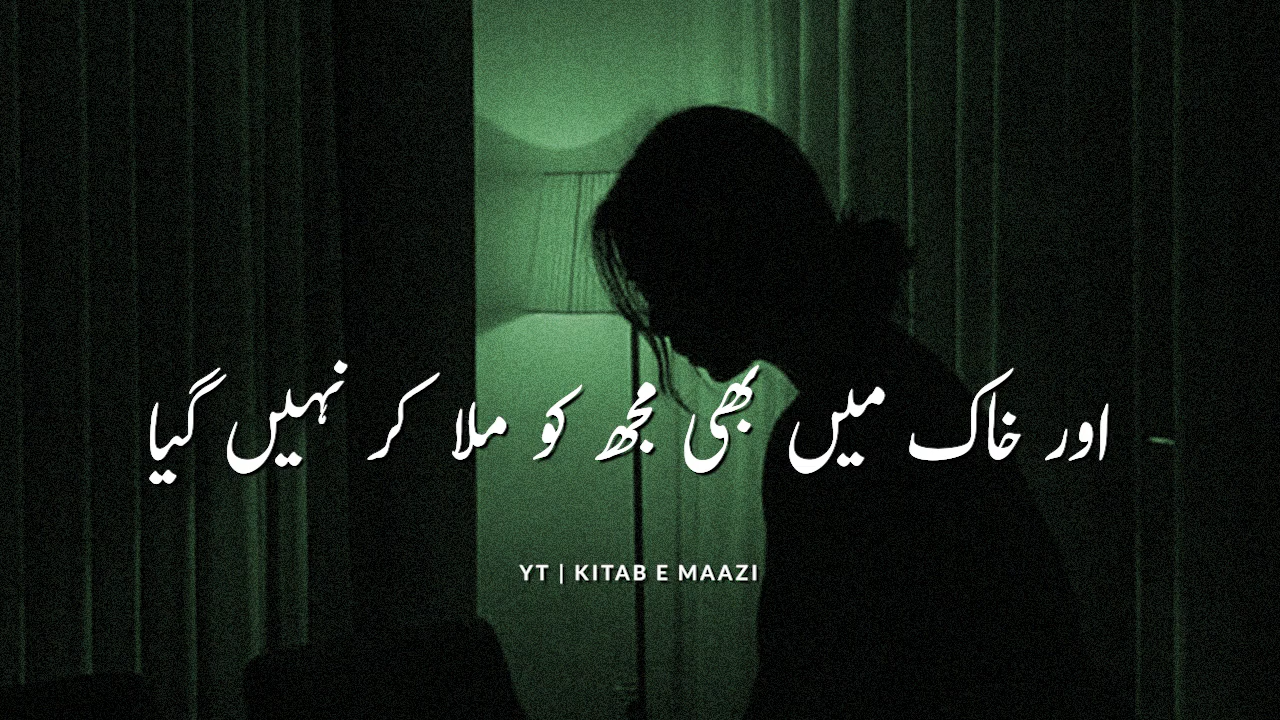 اور خاک میں بھی مجھ کو ملا کر نہیں گیا
YT | KITAB E MAAZI